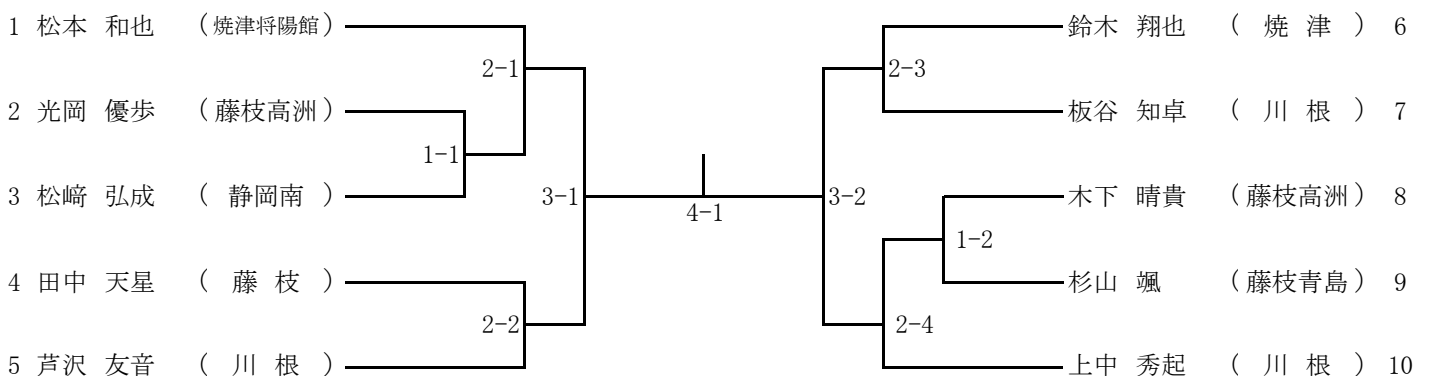 1 松本 和也 （焼津将陽館） 鈴木 翔也 （ 焼 津 ） 6
2-1 2-3
2 光岡 優歩 （藤枝高洲） 板谷 知卓 （ 川 根 ） 7
1-1
3 松﨑 弘成 （ 静岡南 ） 3-1 4-1 3-2 木下 晴貴 （藤枝高洲） 8
1-2
4 田中 天星 （ 藤 枝 ） 杉山 颯 （藤枝青島） 9
2-2 2-4
5 芦沢 友音 （ 川 根 ） 上中 秀起 （ 川 根 ） 10